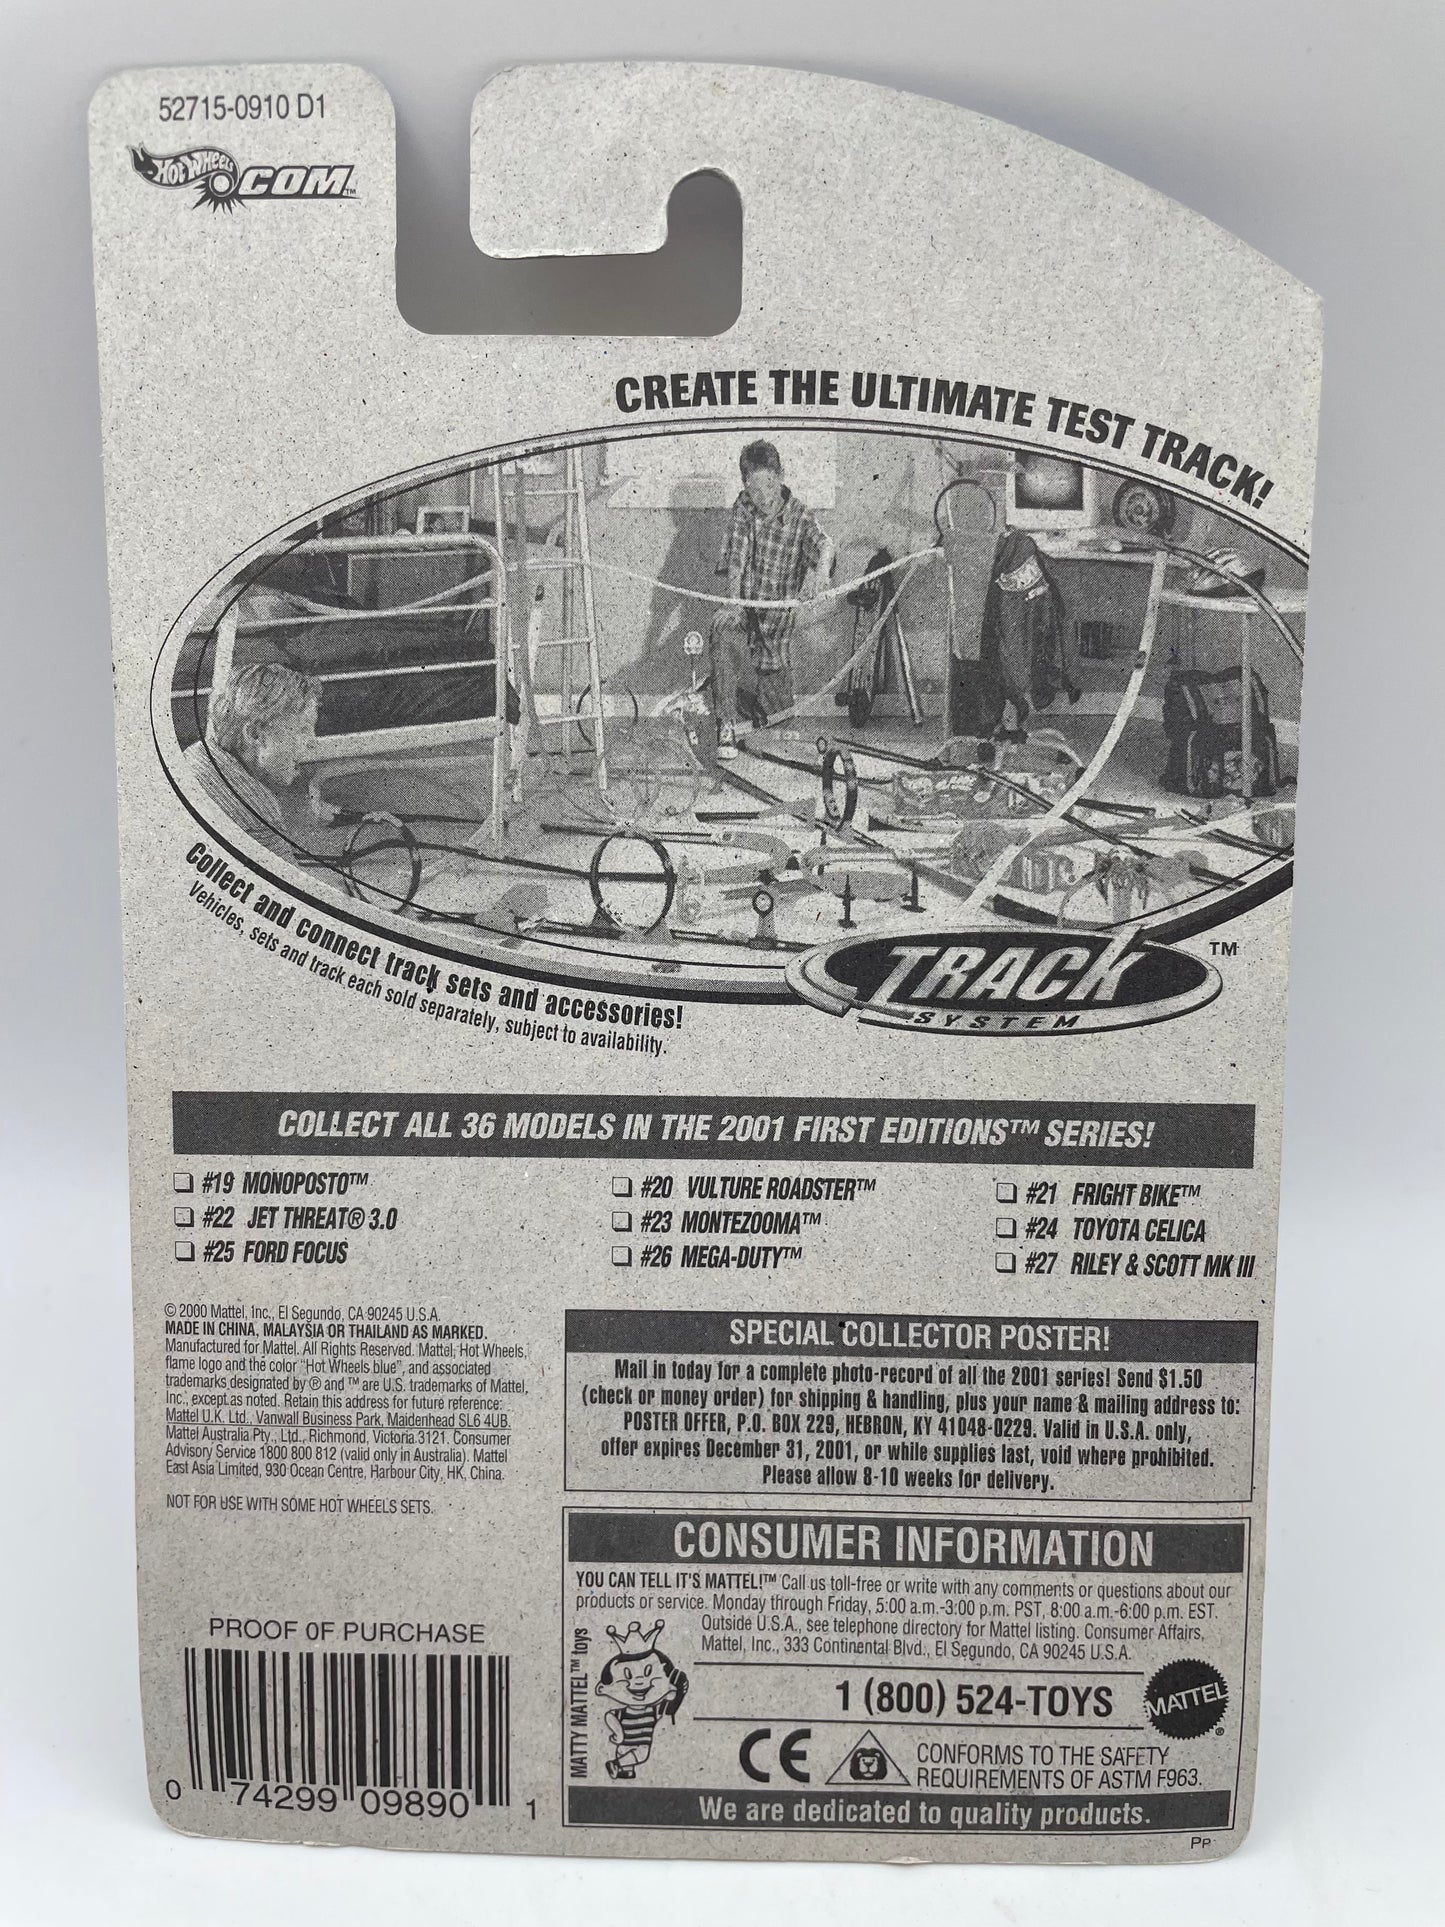 52715-0910 D1
Hot Wheels .COM™
CREATE THE ULTIMATE TEST TRACK!
Collect and connect track sets and accessories!
Vehicles, sets and track each sold separately, subject to availability.
TRACK™
SYSTEM
COLLECT ALL 36 MODELS IN THE 2001 FIRST EDITIONS™ SERIES!
❑ #19 MONOPOSTO™ ❑ #20 VULTURE ROADSTER™ ❑ #21 FRIGHT BIKE™
❑ #22 JET THREAT® 3.0 ❑ #23 MONTEZOOMA™ ❑ #24 TOYOTA CELICA
❑ #25 FORD FOCUS ❑ #26 MEGA-DUTY™ ❑ #27 RILEY & SCOTT MK III
© 2000 Mattel, Inc., El Segundo, CA 90245 U.S.A.
MADE IN CHINA, MALAYSIA OR THAILAND AS MARKED.
Manufactured for Mattel. All Rights Reserved. Mattel, Hot Wheels,
flame logo and the color "Hot Wheels blue", and associated
trademarks designated by ® and ™ are U.S. trademarks of Mattel,
Inc., except as noted. Retain this address for future reference:
Mattel U.K. Ltd., Vanwall Business Park, Maidenhead SL6 4UB.
Mattel Australia Pty., Ltd., Richmond, Victoria.3121. Consumer
Advisory Service 1800 800 812 (valid only in Australia). Mattel
East Asia Limited, 930 Ocean Centre, Harbour City, HK, China.
NOT FOR USE WITH SOME HOT WHEELS SETS.
SPECIAL COLLECTOR POSTER!
Mail in today for a complete photo-record of all the 2001 series! Send $1.50
(check or money order) for shipping & handling, plus your name & mailing address to:
POSTER OFFER, P.O. BOX 229, HEBRON, KY 41048-0229. Valid in U.S.A. only,
offer expires December 31, 2001, or while supplies last, void where prohibited.
Please allow 8-10 weeks for delivery.
CONSUMER INFORMATION
YOU CAN TELL IT'S MATTEL!™ Call us toll-free or write with any comments or questions about our
products or service. Monday through Friday, 5:00 a.m.-3:00 p.m. PST, 8:00 a.m.-6:00 p.m. EST.
Outside U.S.A., see telephone directory for Mattel listing. Consumer Affairs,
Mattel, Inc., 333 Continental Blvd., El Segundo, CA 90245 U.S.A.
MATTY MATTEL™ toys
1 (800) 524-TOYS
MATTEL®
CE
CONFORMS TO THE SAFETY
REQUIREMENTS OF ASTM F963.
We are dedicated to quality products.
PP
PROOF OF PURCHASE
0 74299 09890 1